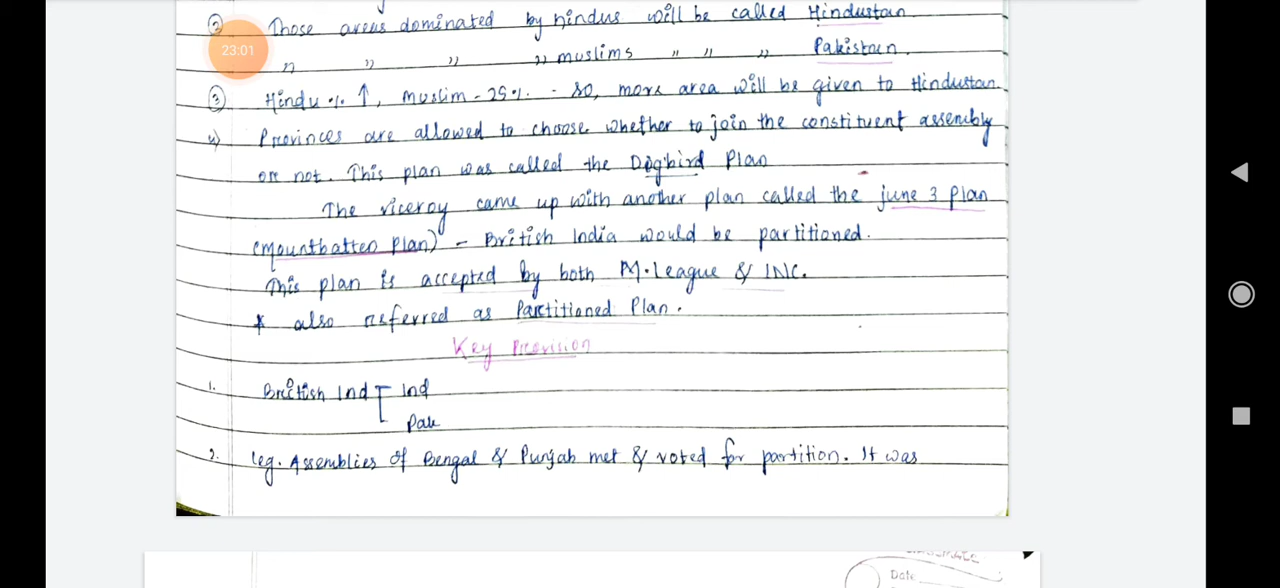 ② Those areas dominated by hindus will be called Hindustan.
23:01
" " " " muslims " " " Pakistan.
③ Hindu % ↑, muslim - 25% - so, more area will be given to Hindustan.
4) Provinces are allowed to choose whether to join the constituent assembly
or not. This plan was called the Digbird Plan
The viceroy came up with another plan called the june 3 plan
(mountbatten plan) - British India would be partitioned.
This plan is accepted by both M.League & INC.
* also referred as Partitioned Plan.
Key Provision
1. British Ind Ind
Pak
2. leg. Assemblies of Bengal & Punjab met & voted for partition. It was
Date